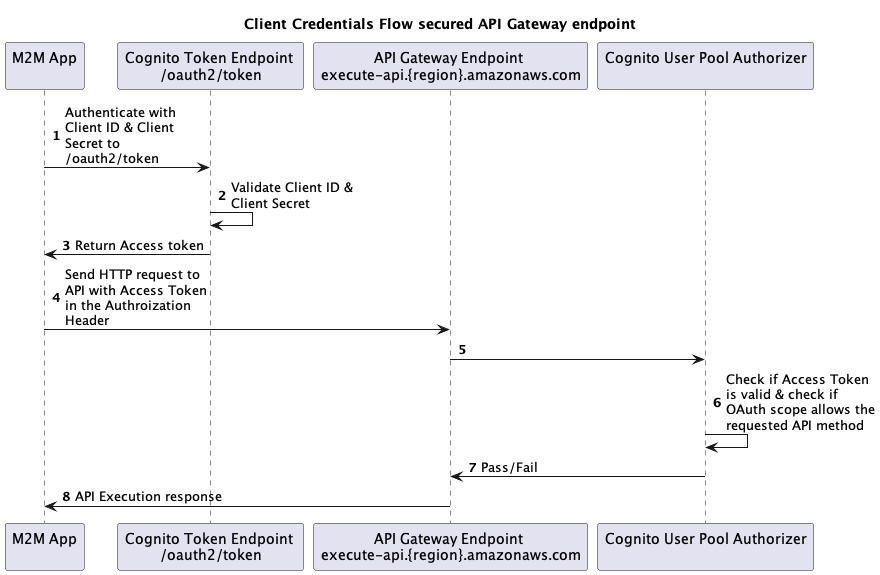 Client Credentials Flow secured API Gateway endpoint
M2M App
Cognito Token Endpoint
/oauth2/token
API Gateway Endpoint
execute-api.{region}.amazonaws.com
Cognito User Pool Authorizer
1
Authenticate with
Client ID & Client
Secret to
/oauth2/token
2
Validate Client ID &
Client Secret
3 Return Access token
4
Send HTTP request to
API with Access Token
in the Authroization
Header
5
6
Check if Access Token
is valid & check if
OAuth scope allows the
requested API method
7 Pass/Fail
8 API Execution response
M2M App
Cognito Token Endpoint
/oauth2/token
API Gateway Endpoint
execute-api.{region}.amazonaws.com
Cognito User Pool Authorizer